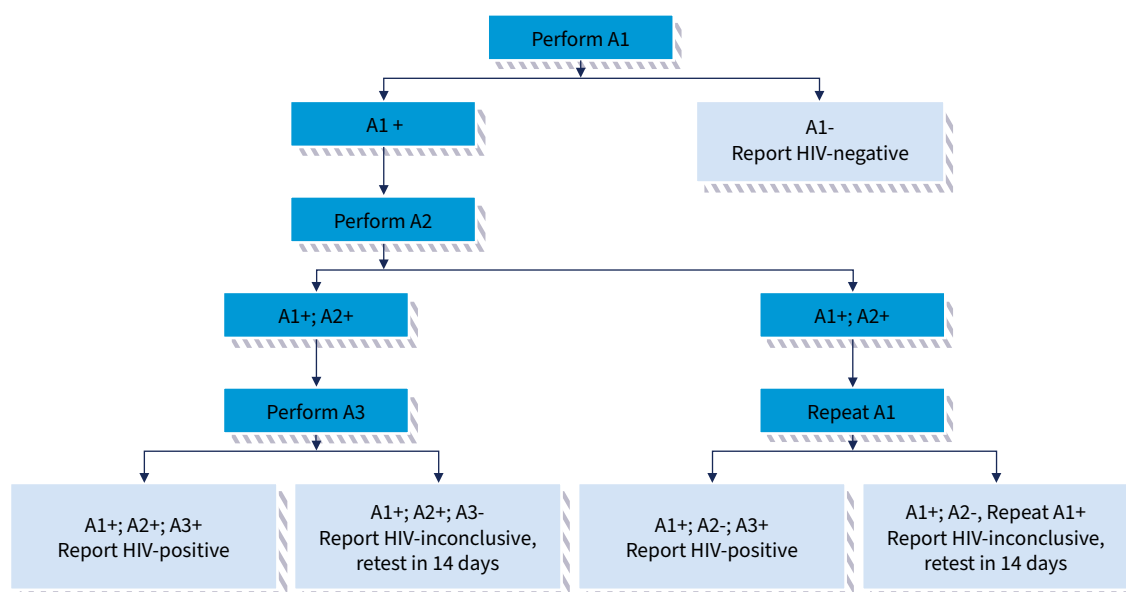 Perform A1
A1 +
A1-
Report HIV-negative
Perform A2
A1+; A2+
A1+; A2+
Perform A3
Repeat A1
A1+; A2+; A3+
Report HIV-positive
A1+; A2+; A3-
Report HIV-inconclusive,
retest in 14 days
A1+; A2-; A3+
Report HIV-positive
A1+; A2-, Repeat A1+
Report HIV-inconclusive,
retest in 14 days